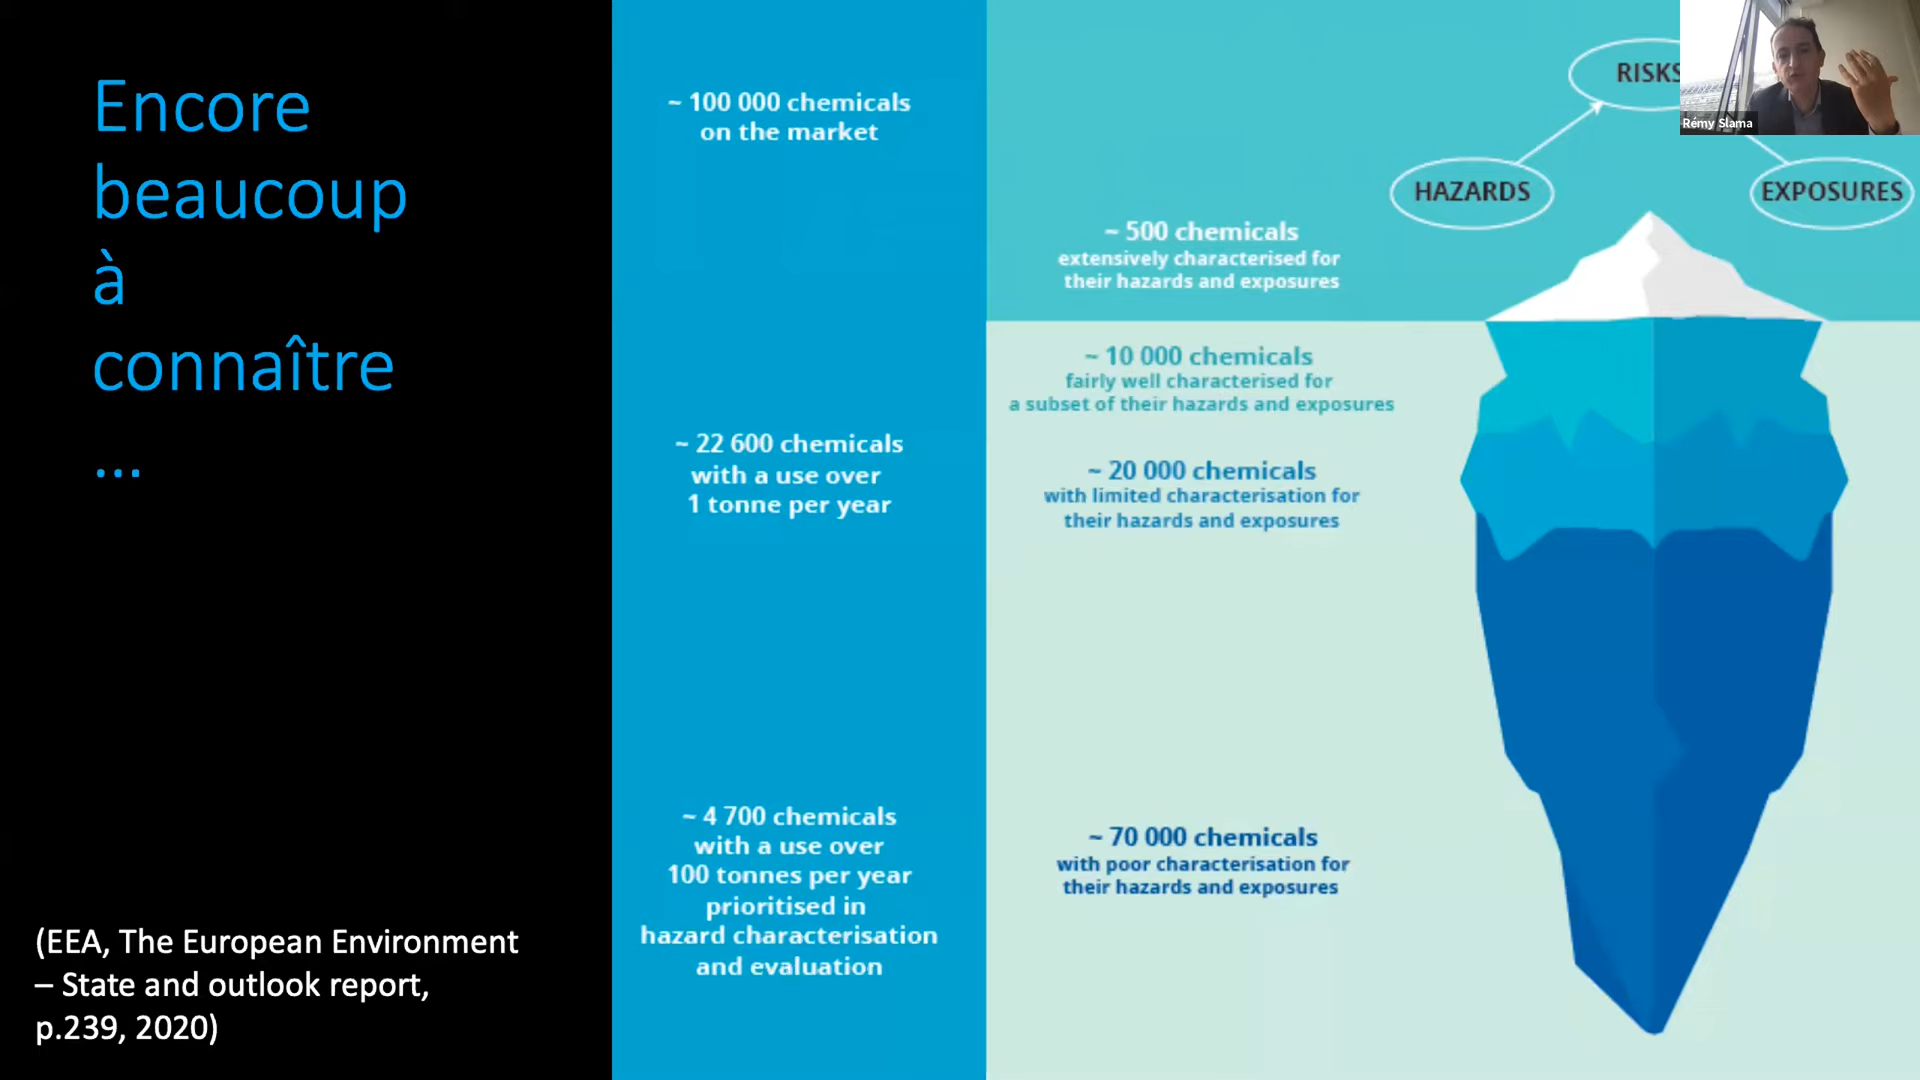 Encore
beaucoup
à
connaître
...
(EEA, The European Environment
– State and outlook report,
p.239, 2020)
~ 100 000 chemicals
on the market
~ 22 600 chemicals
with a use over
1 tonne per year
~ 4 700 chemicals
with a use over
100 tonnes per year
prioritised in
hazard characterisation
and evaluation
RISKS
HAZARDS
EXPOSURES
~ 500 chemicals
extensively characterised for
their hazards and exposures
~ 10 000 chemicals
fairly well characterised for
a subset of their hazards and exposures
~ 20 000 chemicals
with limited characterisation for
their hazards and exposures
~ 70 000 chemicals
with poor characterisation for
their hazards and exposures
Rémy Slama